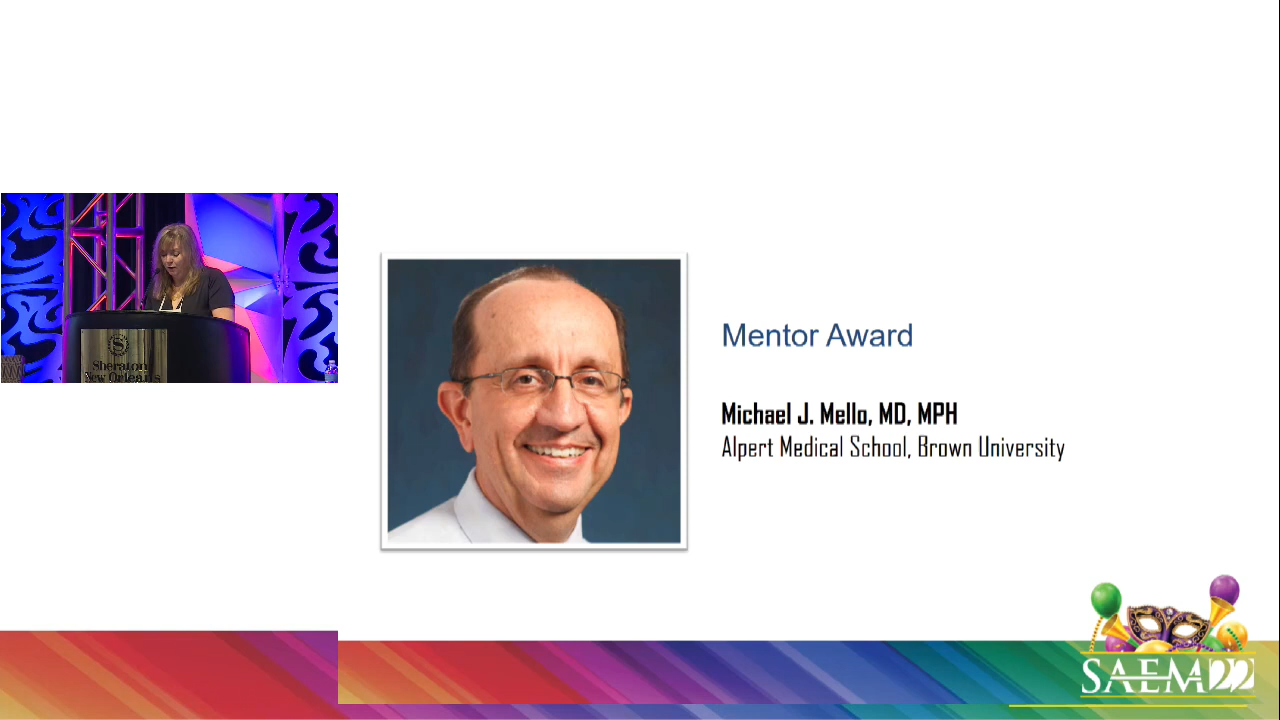 Sheraton
New Orleans
Mentor Award
Michael J. Mello, MD, MPH
Alpert Medical School, Brown University
SAEM22